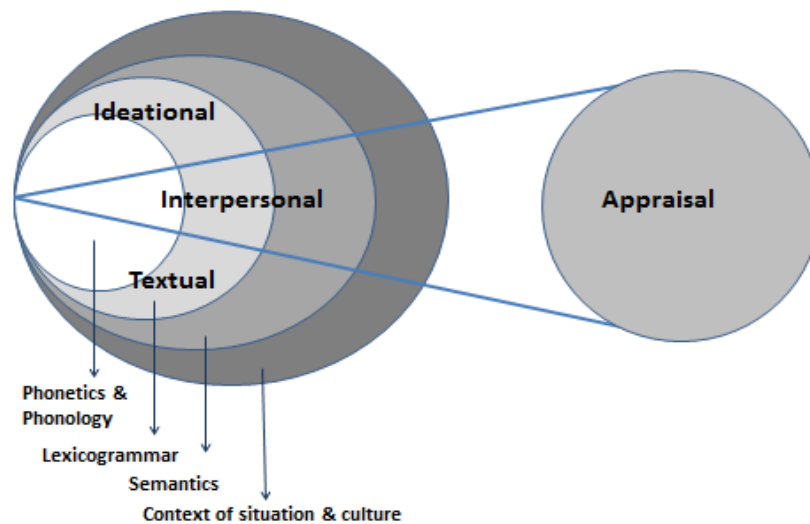 Ideational
Interpersonal
Appraisal
Textual
Phonetics &
Phonology
Lexicogrammar
Semantics
Context of situation & culture